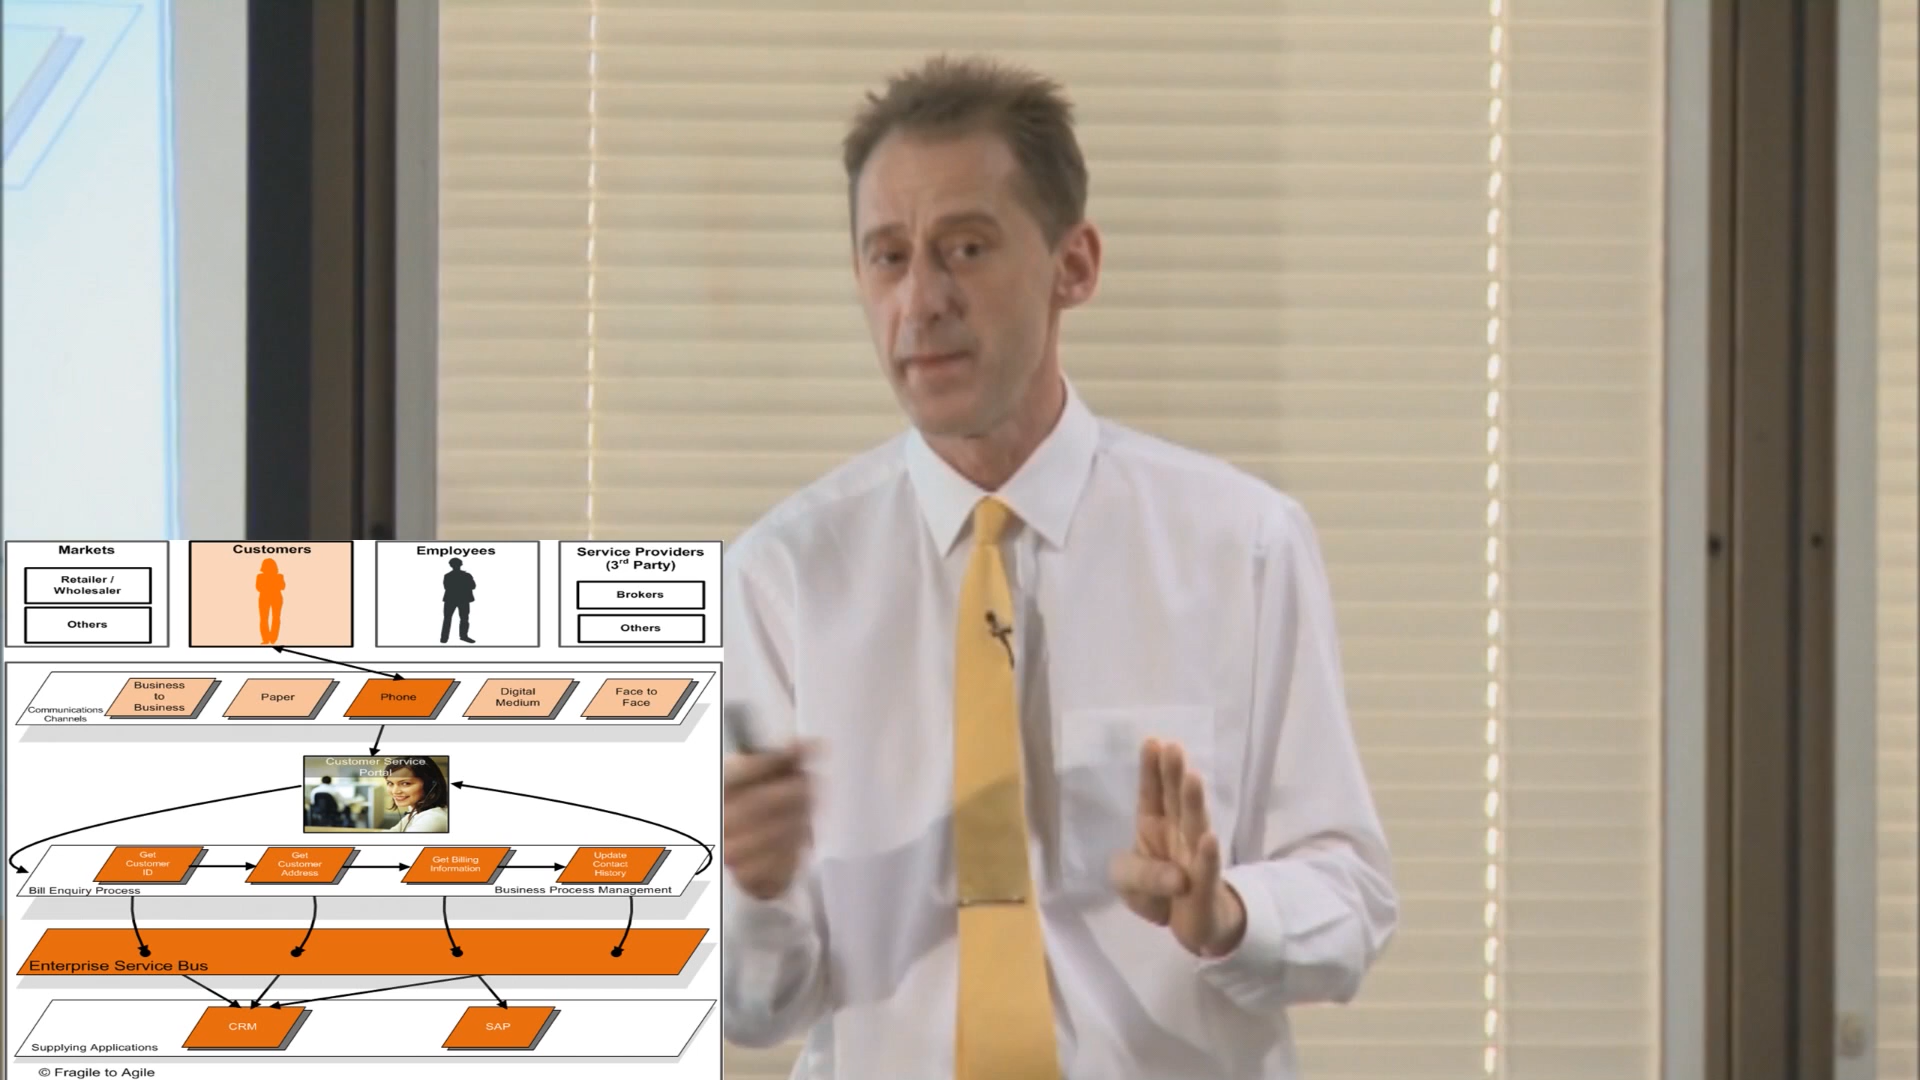 Markets
Customers
Employees
Service Providers
(3rd Party)
Retailer /
Wholesaler
Others
Brokers
Others
Communications
Channels
Business
to
Business
Paper
Phone
Digital
Medium
Face to
Face
Customer Service
Portal
Get
Customer
ID
Get
Customer
Address
Get Billing
Information
Update
Contact
History
Bill Enquiry Process
Business Process Management
Enterprise Service Bus
CRM
SAP
Supplying Applications
© Fragile to Agile